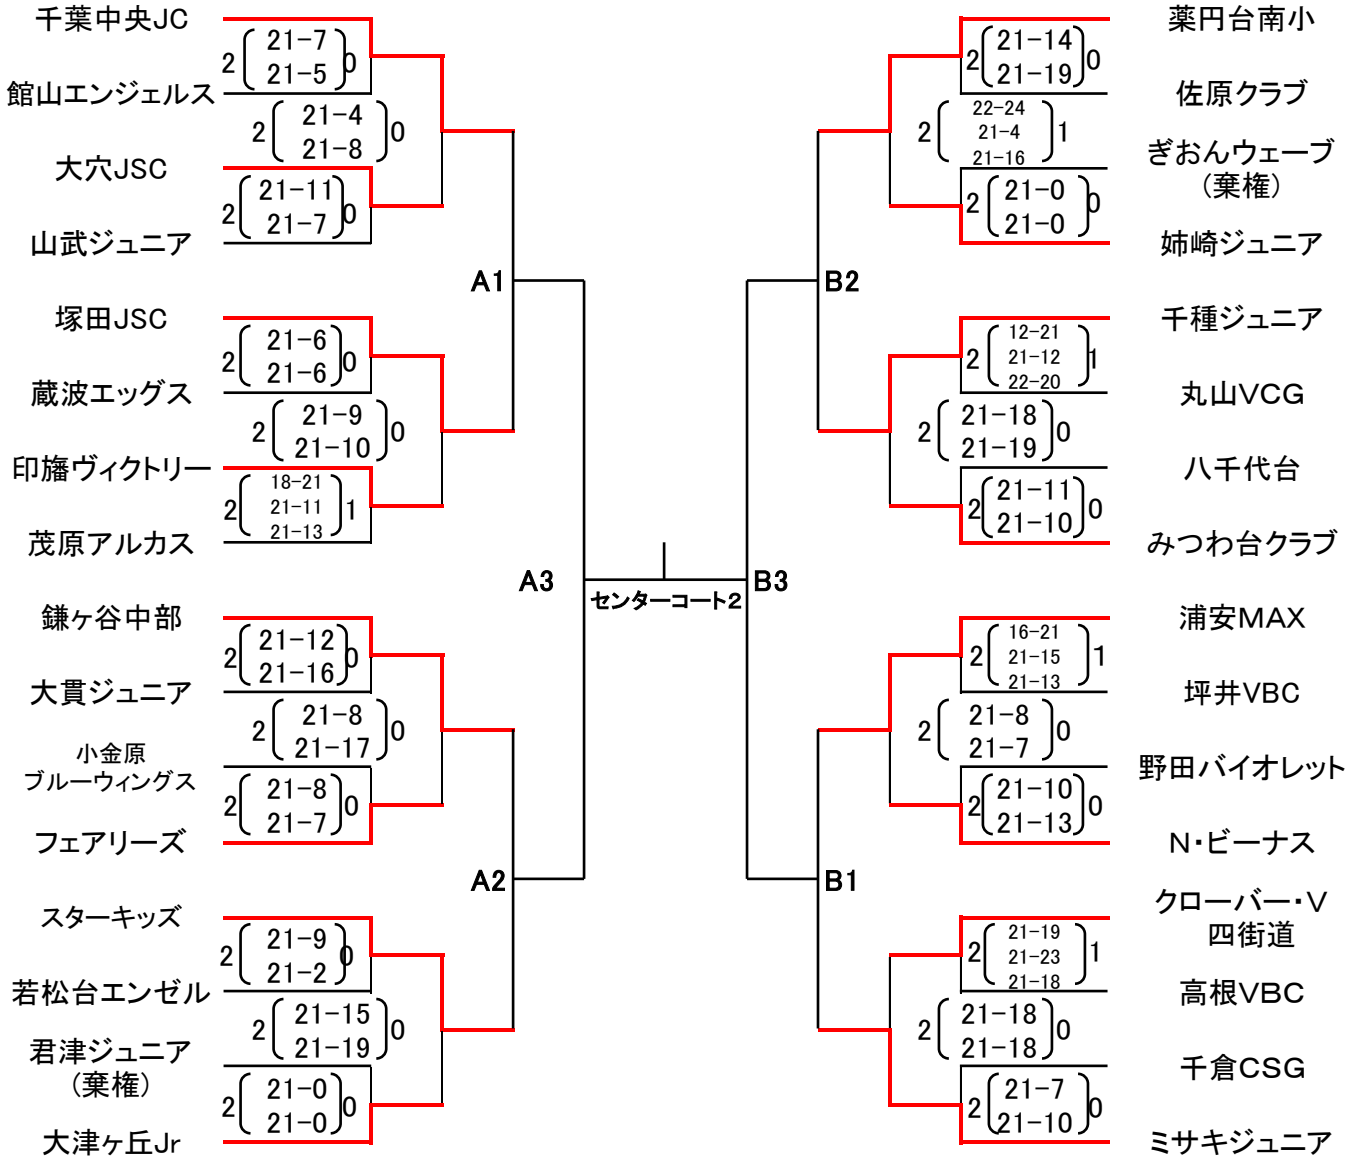 千葉中央JC
2 21-7 0
21-5
館山エンジェルス
2 21-4 0
21-8
大穴JSC
2 21-11 0
21-7
山武ジュニア
A1
塚田JSC
2 21-6 0
21-6
蔵波エッグス
2 21-9 0
21-10
印旛ヴィクトリー
18-21
2 21-11 1
21-13
茂原アルカス
A3
鎌ヶ谷中部
2 21-12 0
21-16
大貫ジュニア
2 21-8 0
21-17
小金原
ブルーウィングス
2 21-8 0
21-7
フェアリーズ
A2
スターキッズ
2 21-9 0
21-2
若松台エンゼル
2 21-15 0
21-19
君津ジュニア
(棄権)
2 21-0 0
21-0
大津ヶ丘Jr
センターコート2
薬円台南小
2 21-14 0
21-19
佐原クラブ
22-24
2 21-4 1
21-16
ぎおんウェーブ
(棄権)
2 21-0 0
21-0
姉崎ジュニア
B2
千種ジュニア
12-21
2 21-12 1
22-20
丸山VCG
2 21-18 0
21-19
八千代台
2 21-11 0
21-10
みつわ台クラブ
B3
浦安MAX
16-21
2 21-15 1
21-13
坪井VBC
2 21-8 0
21-7
野田バイオレット
2 21-10 0
21-13
N・ビーナス
B1
クローバー・V
四街道
21-19
2 21-23 1
21-18
高根VBC
2 21-18 0
21-18
千倉CSG
2 21-7 0
21-10
ミサキジュニア